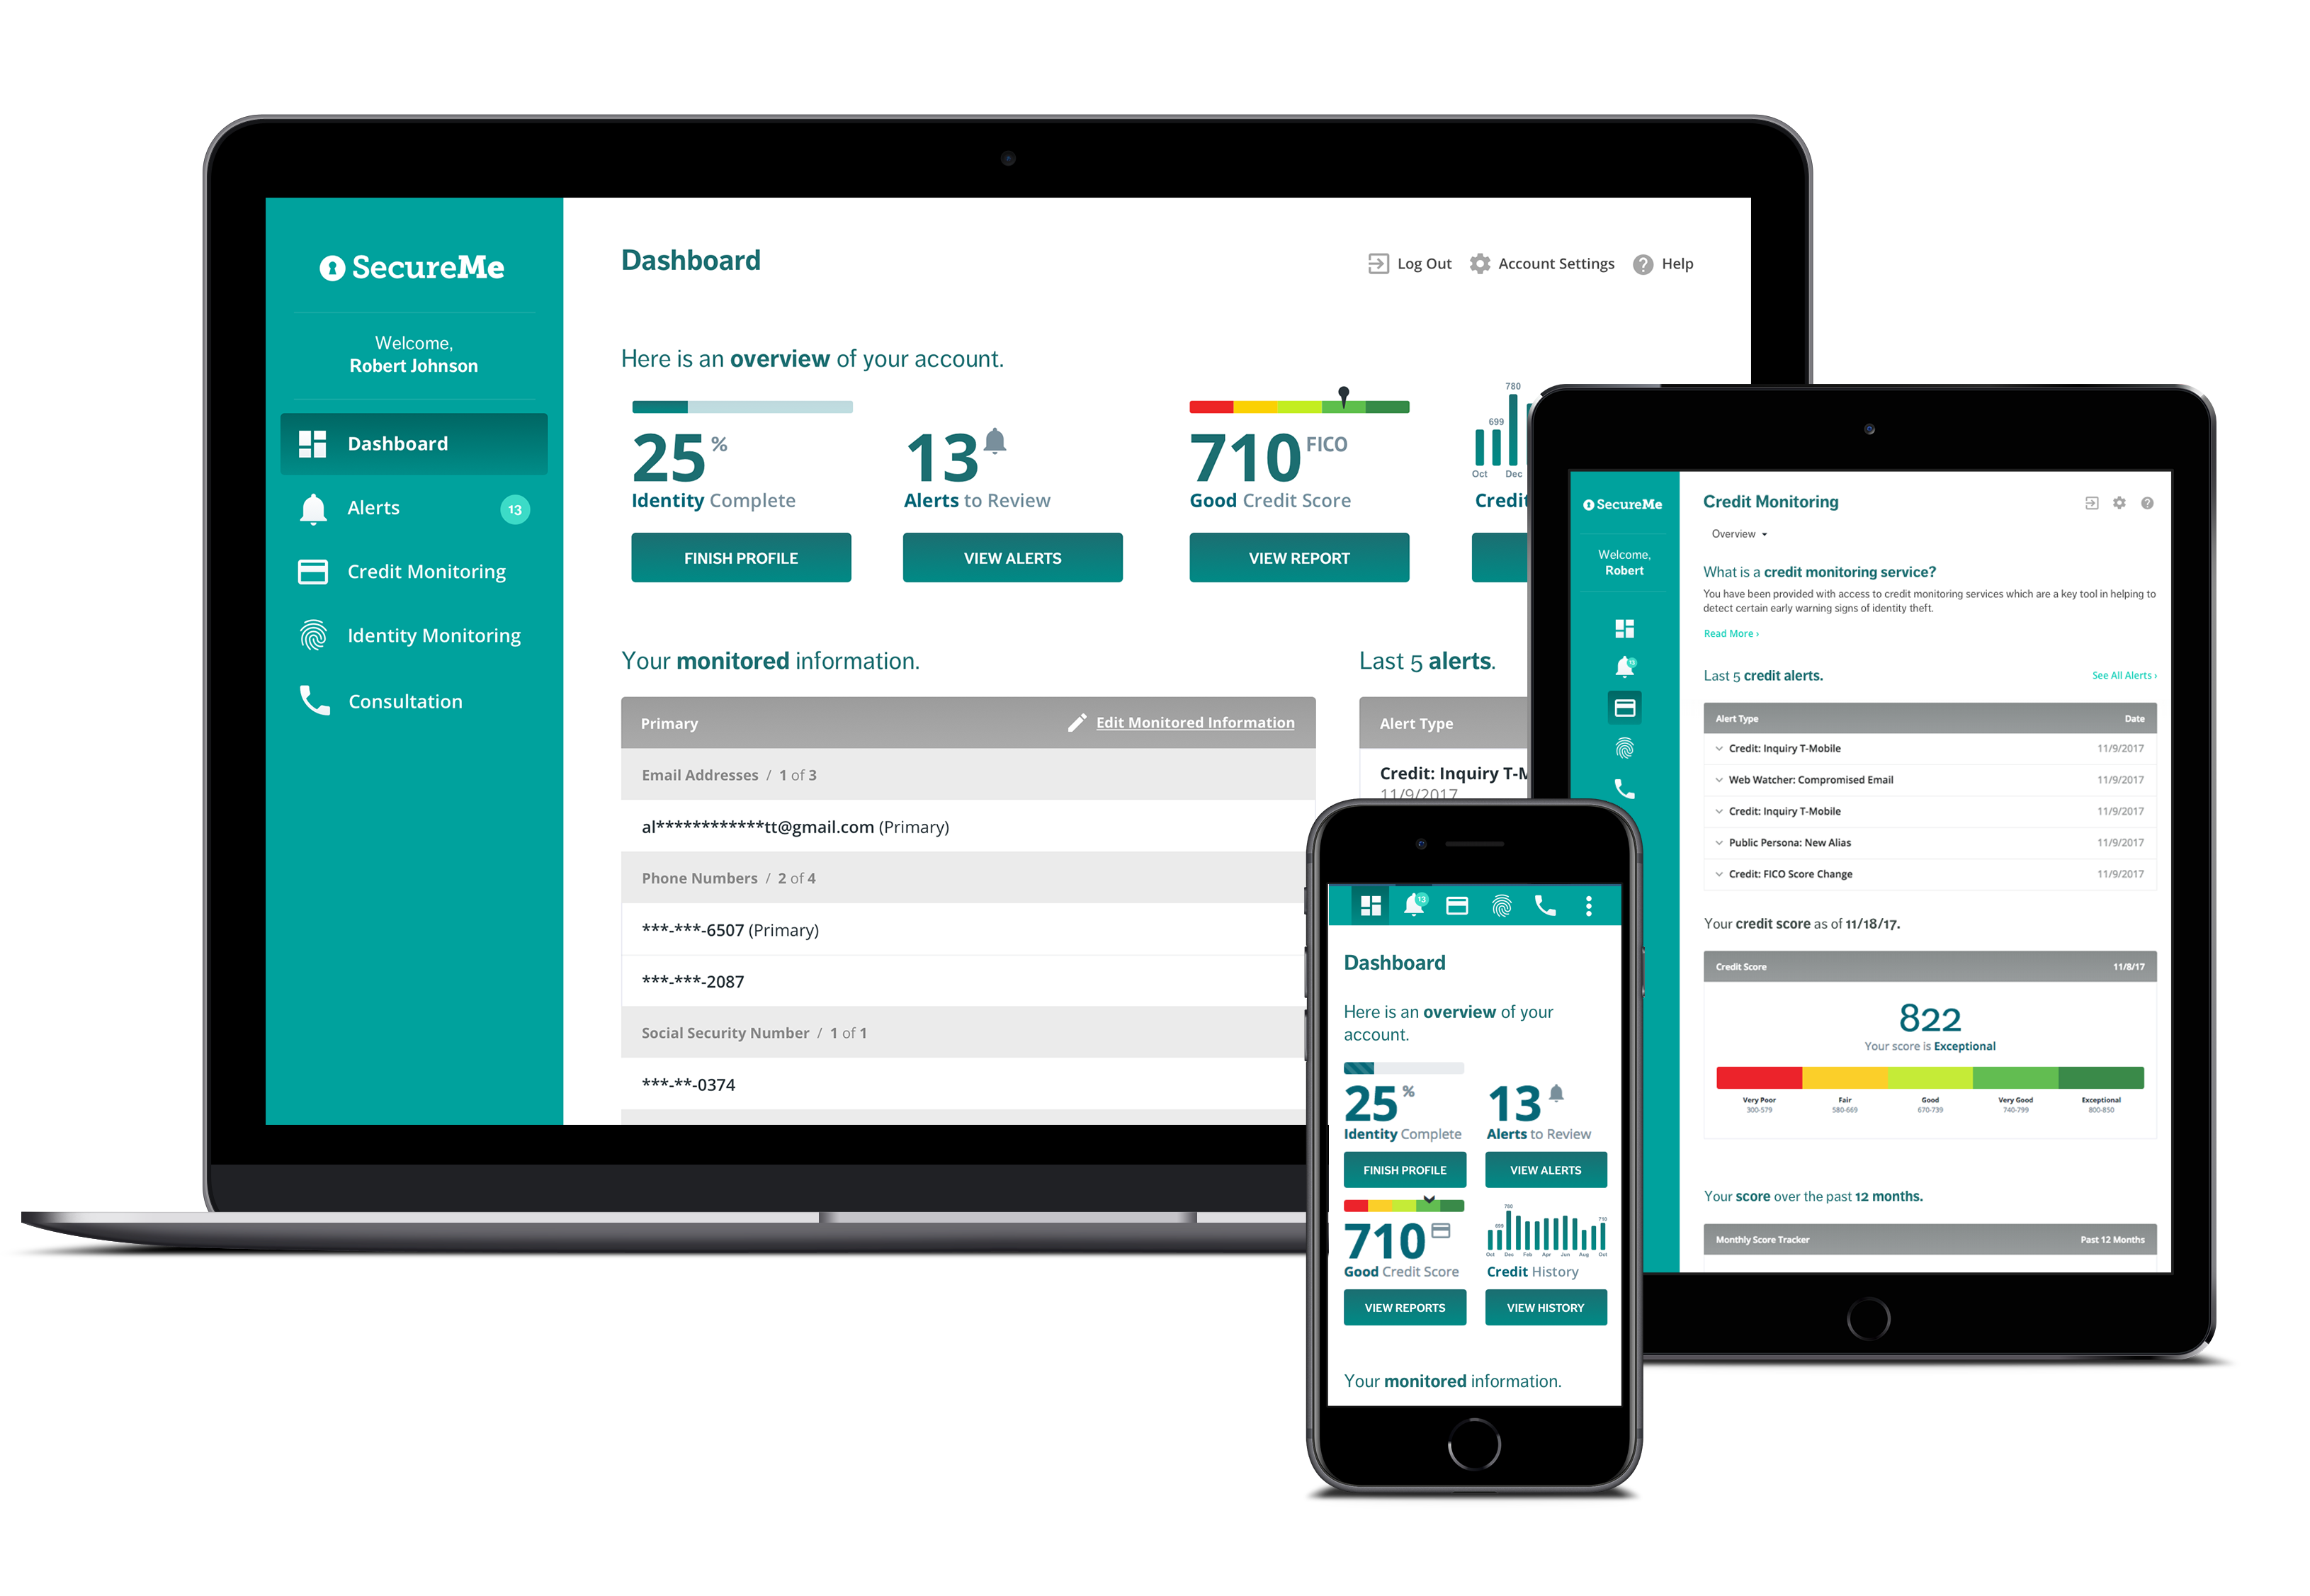 SecureMe
Welcome,
Robert Johnson
Dashboard
Alerts 13
Credit Monitoring
Identity Monitoring
Consultation
Dashboard
Log Out Account Settings Help
Here is an overview of your account.
25 %
Identity Complete
FINISH PROFILE
13
Alerts to Review
VIEW ALERTS
710 FICO
Good Credit Score
VIEW REPORT
780
699
Oct Dec
Credit
Your monitored information.
Primary Edit Monitored Information
Email Addresses / 1 of 3
al************tt@gmail.com (Primary)
Phone Numbers / 2 of 4
***-***-6507 (Primary)
***-***-2087
Social Security Number / 1 of 1
***-**-0374
Last 5 alerts.
Alert Type
Credit: Inquiry T-M
11/9/2017
SecureMe
Welcome,
Robert
13
Credit Monitoring
Overview
What is a credit monitoring service?
You have been provided with access to credit monitoring services which are a key tool in helping to
detect certain early warning signs of identity theft.
Read More ›
Last 5 credit alerts. See All Alerts ›
Alert Type Date
Credit: Inquiry T-Mobile 11/9/2017
Web Watcher: Compromised Email 11/9/2017
Credit: Inquiry T-Mobile 11/9/2017
Public Persona: New Alias 11/9/2017
Credit: FICO Score Change 11/9/2017
Your credit score as of 11/18/17.
Credit Score 11/8/17
822
Your score is Exceptional
Very Poor Fair Good Very Good Exceptional
300-579 580-669 670-739 740-799 800-850
Your score over the past 12 months.
Monthly Score Tracker Past 12 Months
13
Dashboard
Here is an overview of your
account.
25 %
Identity Complete
FINISH PROFILE
13
Alerts to Review
VIEW ALERTS
710
Good Credit Score
VIEW REPORTS
780
699 710
Oct Dec Feb Apr Jun Aug Oct
Credit History
VIEW HISTORY
Your monitored information.